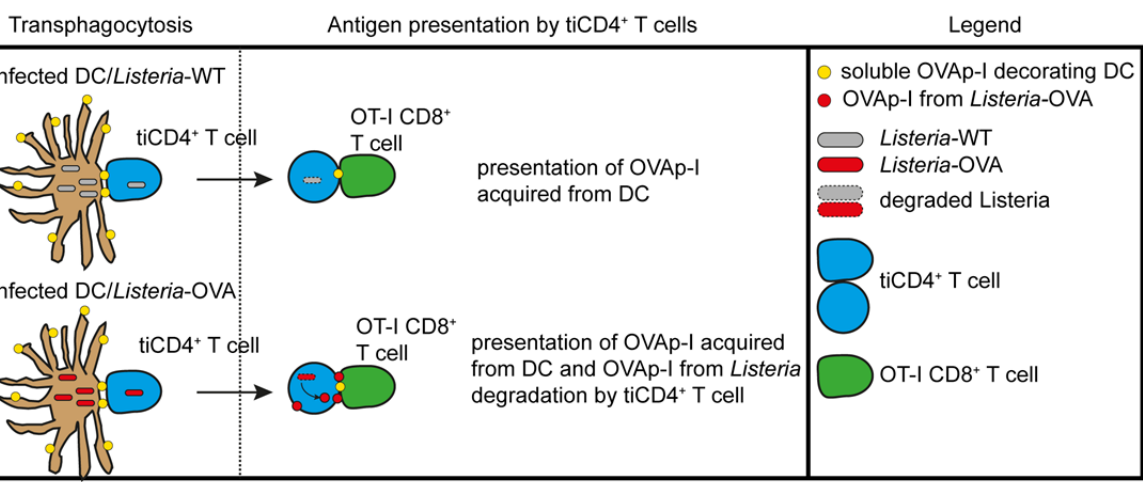 Transphagocytosis
Antigen presentation by tiCD4⁺ T cells
Legend
nfected DC/Listeria-WT
tiCD4⁺ T cell
OT-I CD8⁺
T cell
presentation of OVAp-I
acquired from DC
nfected DC/Listeria-OVA
tiCD4⁺ T cell
OT-I CD8⁺
T cell
presentation of OVAp-I acquired
from DC and OVAp-I from Listeria
degradation by tiCD4⁺ T cell
soluble OVAp-I decorating DC
OVAp-I from Listeria-OVA
Listeria-WT
Listeria-OVA
degraded Listeria
tiCD4⁺ T cell
OT-I CD8⁺ T cell